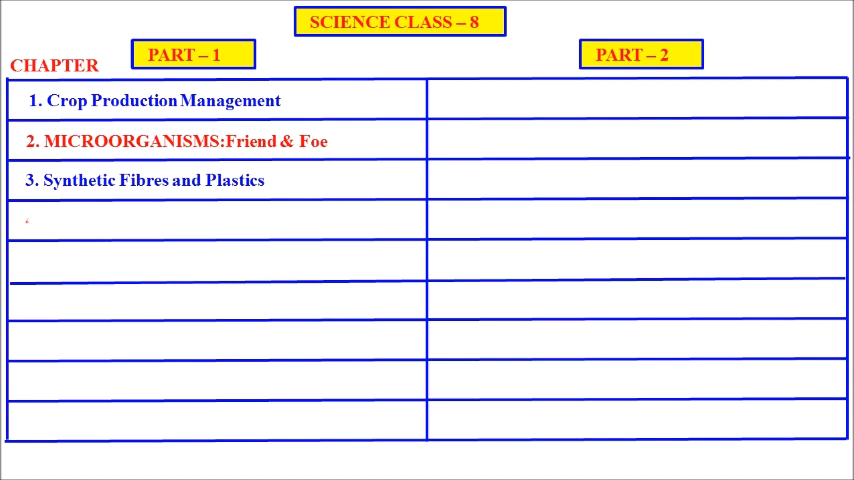 SCIENCE CLASS – 8
PART – 1
PART – 2
CHAPTER
1. Crop Production Management
2. MICROORGANISMS:Friend & Foe
3. Synthetic Fibres and Plastics